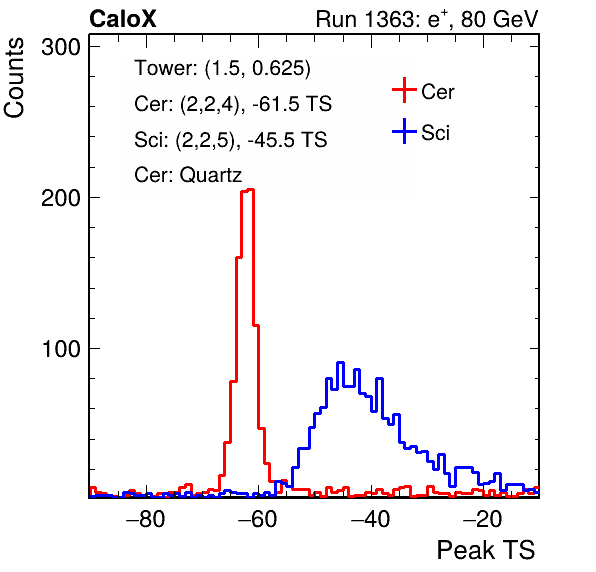 CaloX Run 1363: e⁺, 80 GeV
Counts
300
200
100
Tower: (1.5, 0.625)
Cer: (2,2,4), -61.5 TS
Sci: (2,2,5), -45.5 TS
Cer: Quartz
Cer
Sci
−80 −60 −40 −20
Peak TS